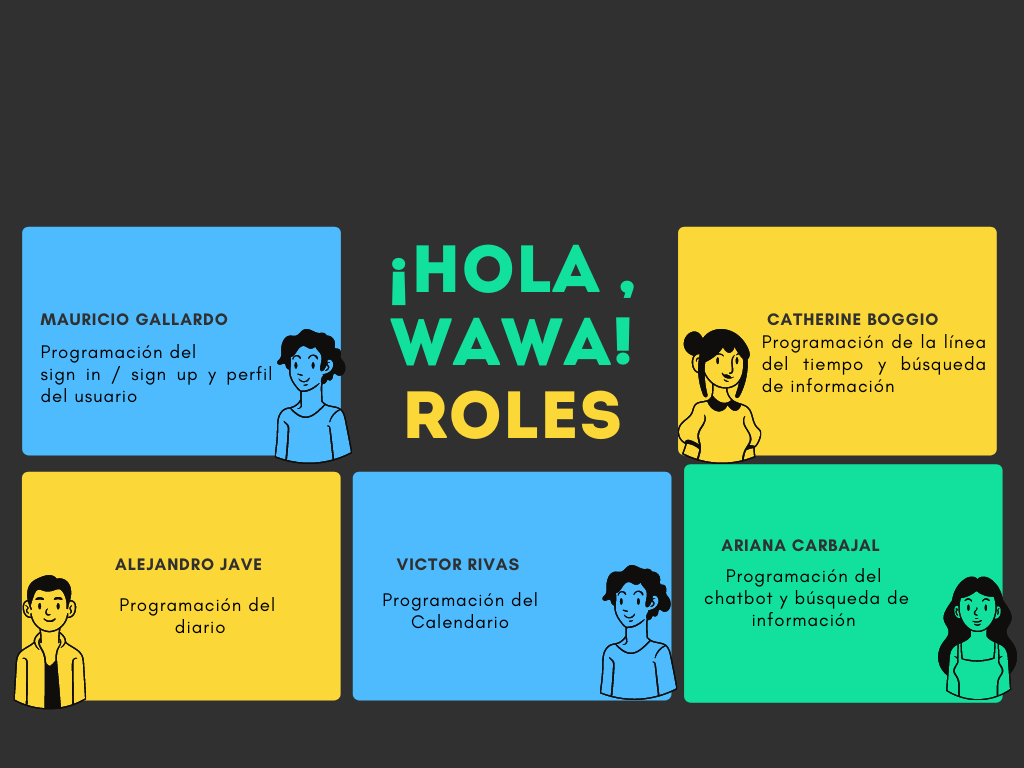 ¡HOLA ,
WAWA!
ROLES
MAURICIO GALLARDO
Programación del
sign in / sign up y perfil
del usuario
CATHERINE BOGGIO
Programación de la línea
del tiempo y búsqueda
de información
ALEJANDRO JAVE
Programación del
diario
VICTOR RIVAS
Programación del
Calendario
ARIANA CARBAJAL
Programación del
chatbot y búsqueda de
información